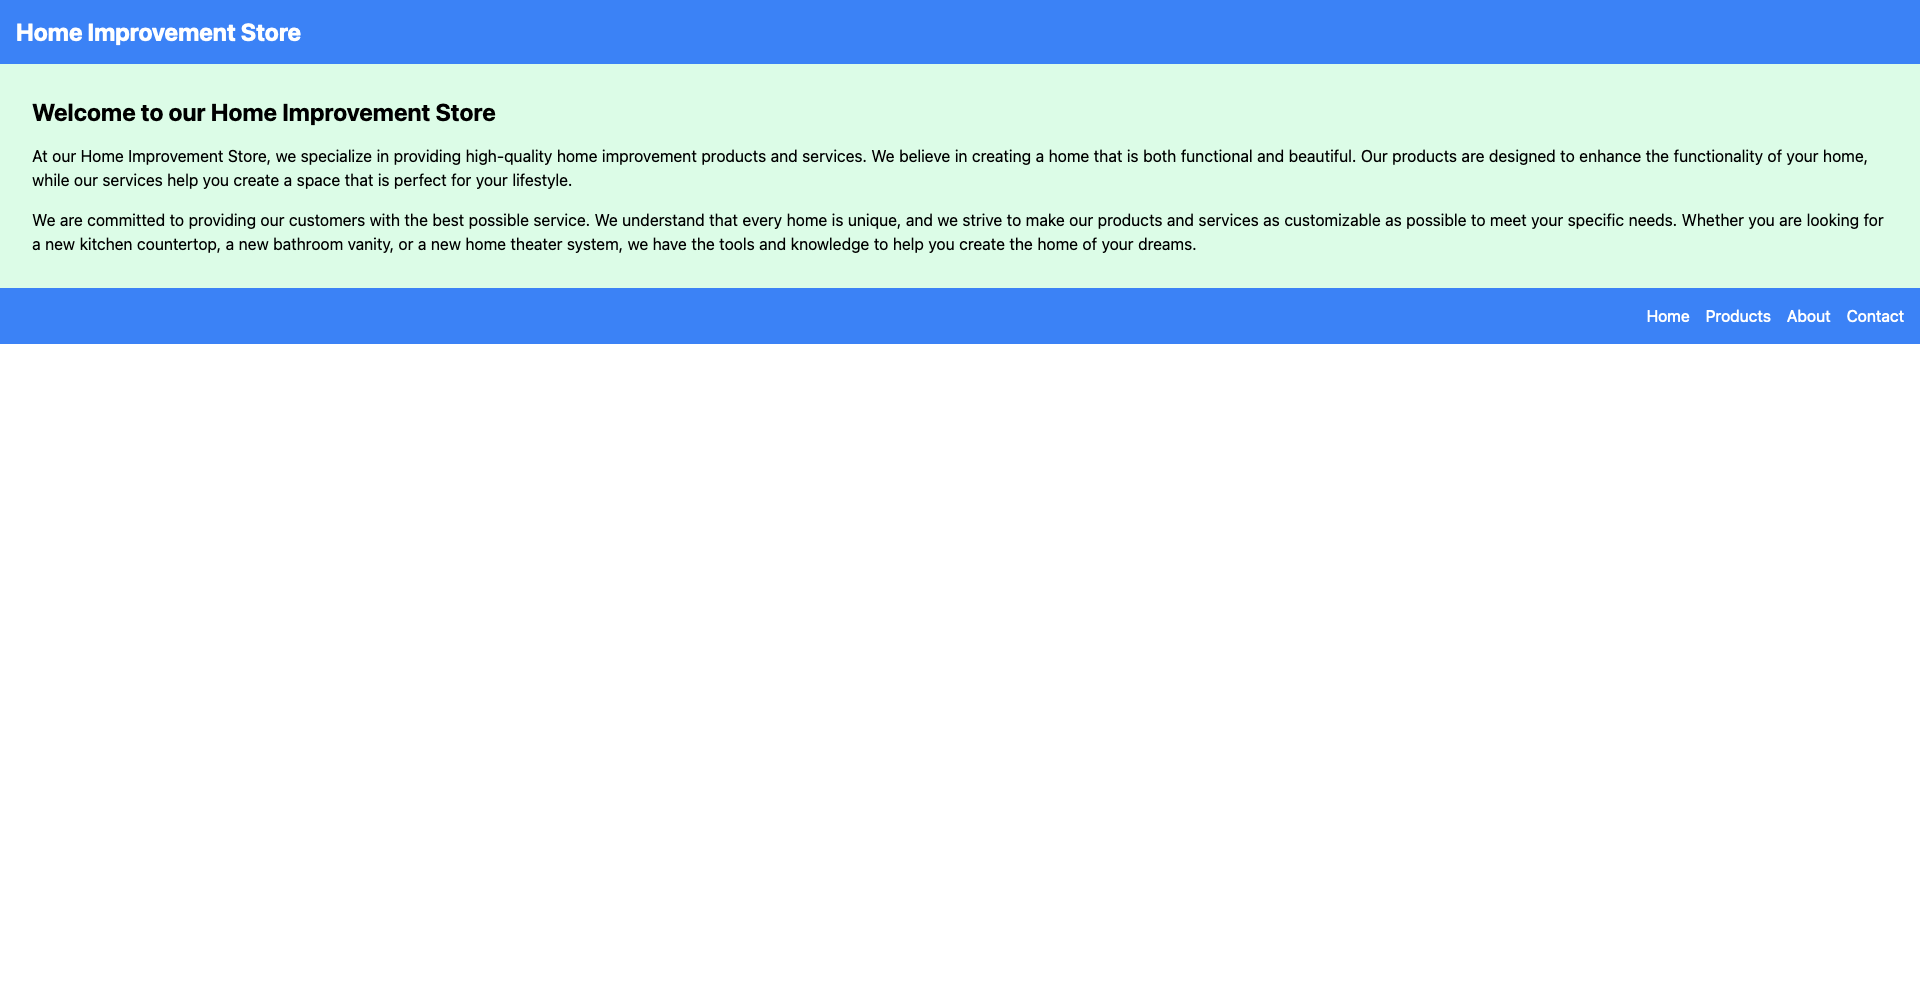 Home Improvement Store
Welcome to our Home Improvement Store
At our Home Improvement Store, we specialize in providing high-quality home improvement products and services. We believe in creating a home that is both functional and beautiful. Our products are designed to enhance the functionality of your home,
while our services help you create a space that is perfect for your lifestyle.
We are committed to providing our customers with the best possible service. We understand that every home is unique, and we strive to make our products and services as customizable as possible to meet your specific needs. Whether you are looking for
a new kitchen countertop, a new bathroom vanity, or a new home theater system, we have the tools and knowledge to help you create the home of your dreams.
Home Products About Contact